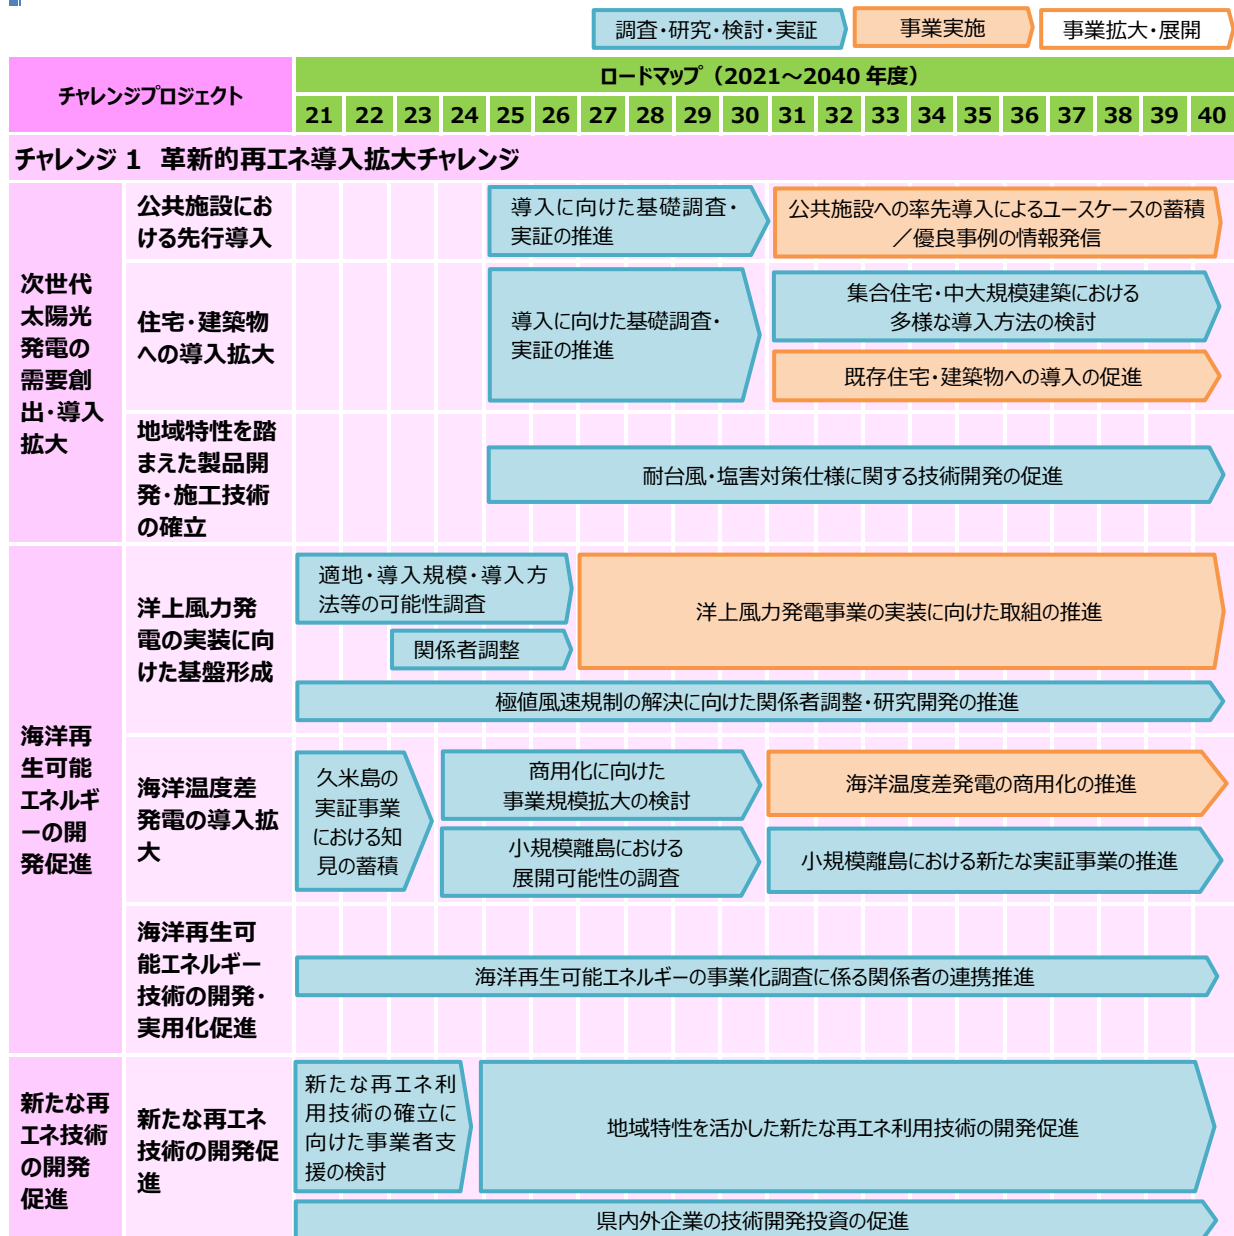 調査・研究・検討・実証
事業実施
事業拡大・展開
チャレンジプロジェクト
ロードマップ（2021～2040 年度）
21 22 23 24 25 26 27 28 29 30 31 32 33 34 35 36 37 38 39 40
チャレンジ 1 革新的再エネ導入拡大チャレンジ
次世代
太陽光
発電の
需要創
出・導入
拡大
公共施設にお
ける先行導入
導入に向けた基礎調査・
実証の推進
公共施設への率先導入によるユースケースの蓄積
／優良事例の情報発信
住宅・建築物
への導入拡大
導入に向けた基礎調査・
実証の推進
集合住宅・中大規模建築における
多様な導入方法の検討
既存住宅・建築物への導入の促進
地域特性を踏
まえた製品開
発・施工技術
の確立
耐台風・塩害対策仕様に関する技術開発の促進
海洋再
生可能
エネルギ
ーの開
発促進
洋上風力発
電の実装に向
けた基盤形成
適地・導入規模・導入方
法等の可能性調査
関係者調整
洋上風力発電事業の実装に向けた取組の推進
極値風速規制の解決に向けた関係者調整・研究開発の推進
海洋温度差
発電の導入拡
大
久米島の
実証事業
における知
見の蓄積
商用化に向けた
事業規模拡大の検討
海洋温度差発電の商用化の推進
小規模離島における
展開可能性の調査
小規模離島における新たな実証事業の推進
海洋再生可
能エネルギー
技術の開発・
実用化促進
海洋再生可能エネルギーの事業化調査に係る関係者の連携推進
新たな再
エネ技術
の開発
促進
新たな再エネ
技術の開発促
進
新たな再エネ利
用技術の確立に
向けた事業者支
援の検討
地域特性を活かした新たな再エネ利用技術の開発促進
県内外企業の技術開発投資の促進